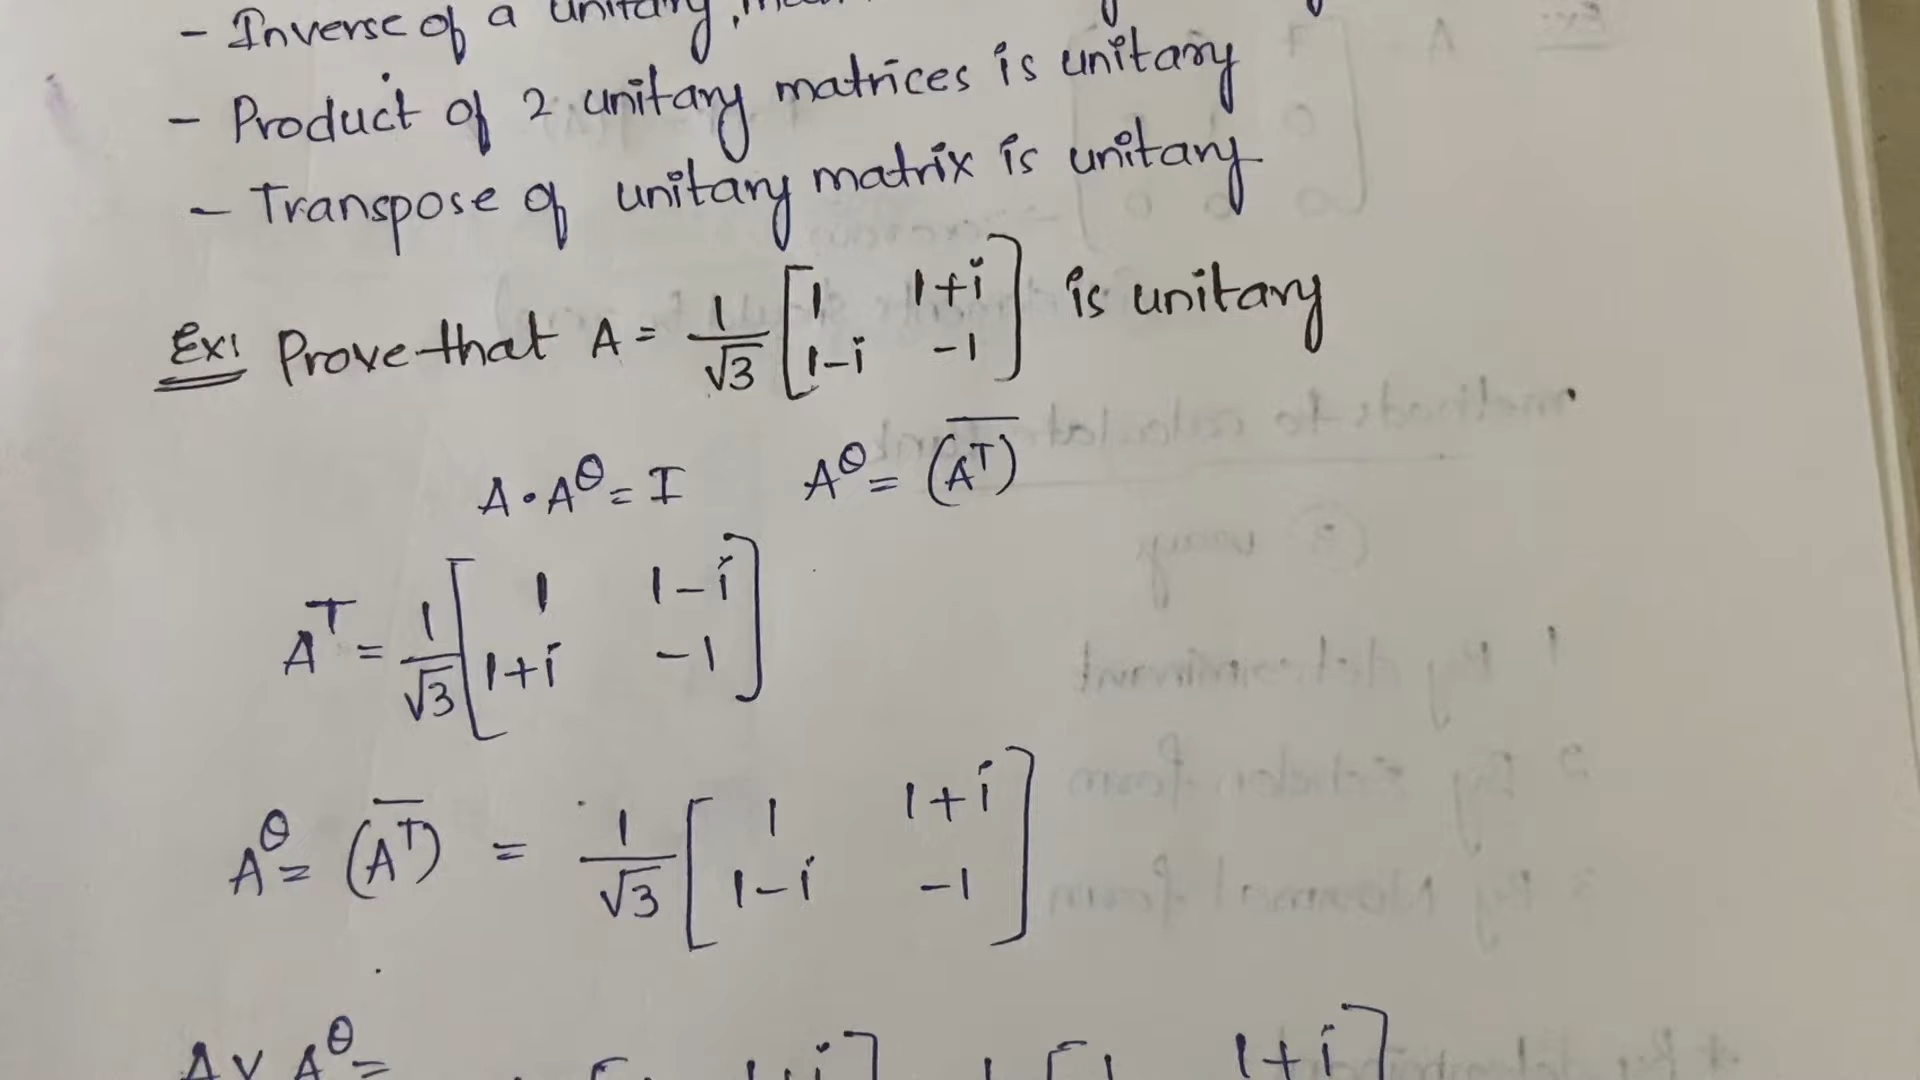 - Inverse of a unitary
- Product of 2 unitary matrices is unitary
- Transpose of unitary matrix is unitary
Ex: Prove that A = 1/√3 [1 1+i; 1-i -1] is unitary
A·A^θ = I A^θ = (A^T)‾
A^T = 1/√3 [1 1-i; 1+i -1]
A^θ = (A^T)‾ = 1/√3 [1 1+i; 1-i -1]
A × A^θ =